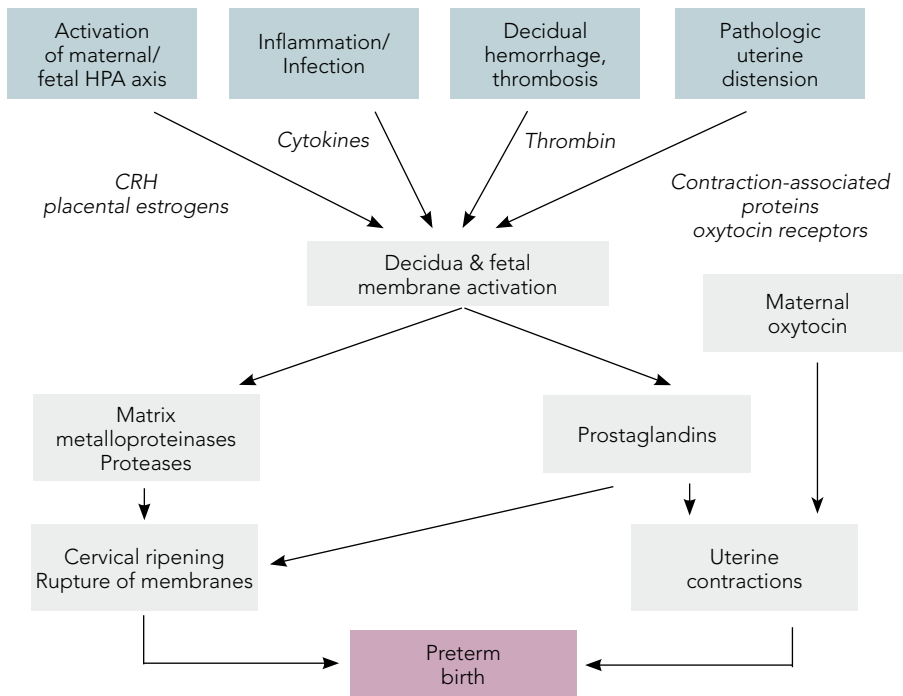 Activation
of maternal/
fetal HPA axis
Inflammation/
Infection
Decidual
hemorrhage,
thrombosis
Pathologic
uterine
distension
Cytokines
Thrombin
CRH
placental estrogens
Contraction-associated
proteins
oxytocin receptors
Decidua & fetal
membrane activation
Maternal
oxytocin
Matrix
metalloproteinases
Proteases
Prostaglandins
Cervical ripening
Rupture of membranes
Uterine
contractions
Preterm
birth